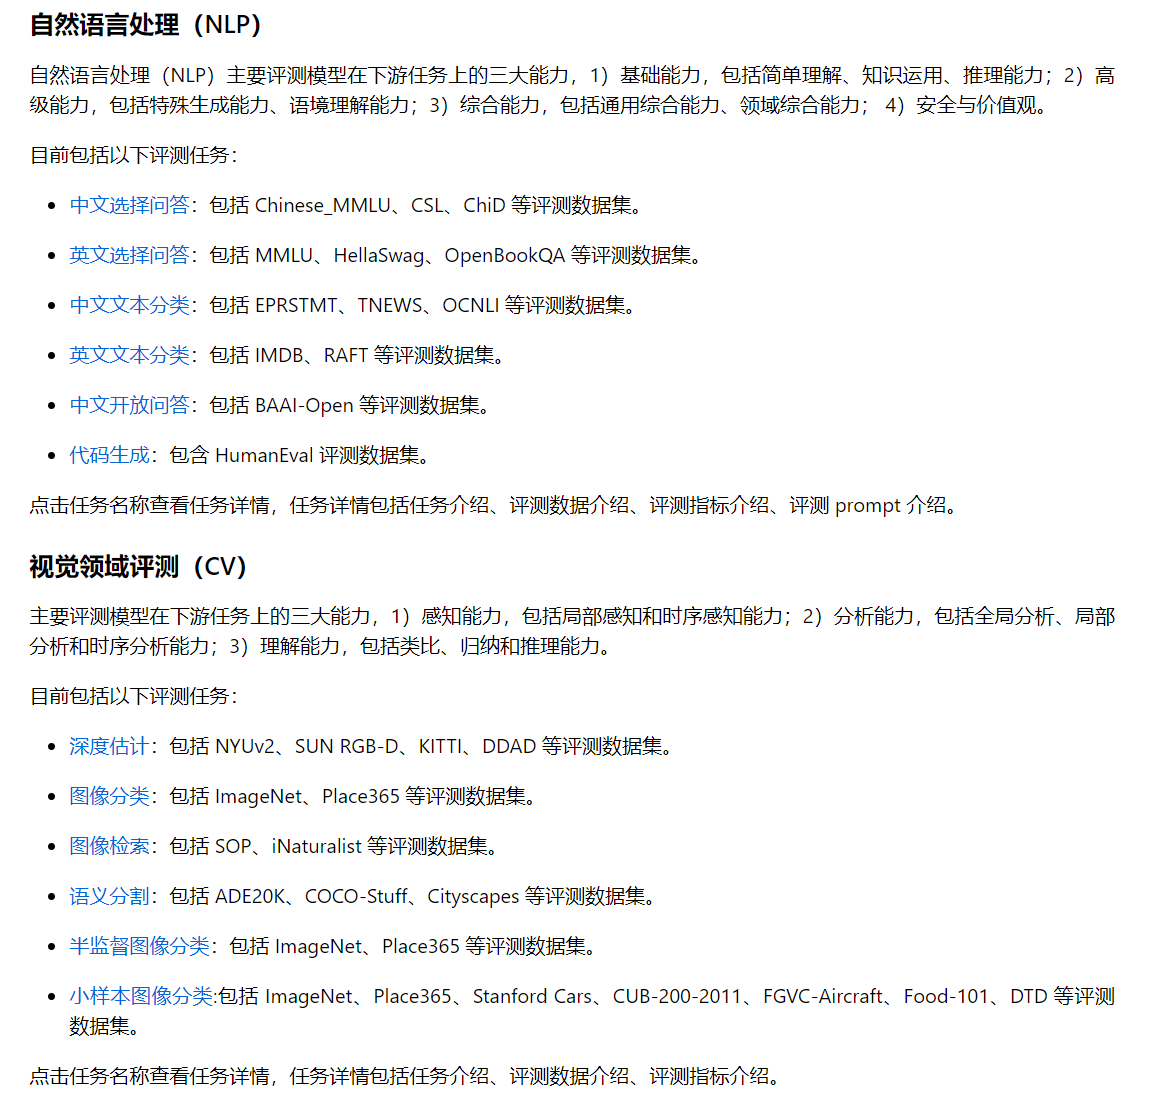 自然语言处理（NLP）
自然语言处理（NLP）主要评测模型在下游任务上的三大能力，1）基础能力，包括简单理解、知识运用、推理能力；2）高
级能力，包括特殊生成能力、语境理解能力；3）综合能力，包括通用综合能力、领域综合能力； 4）安全与价值观。
目前包括以下评测任务：
• 中文选择问答：包括 Chinese_MMLU、CSL、ChiD 等评测数据集。
• 英文选择问答：包括 MMLU、HellaSwag、OpenBookQA 等评测数据集。
• 中文文本分类：包括 EPRSTMT、TNEWS、OCNLI 等评测数据集。
• 英文文本分类：包括 IMDB、RAFT 等评测数据集。
• 中文开放问答：包括 BAAI-Open 等评测数据集。
• 代码生成：包含 HumanEval 评测数据集。
点击任务名称查看任务详情，任务详情包括任务介绍、评测数据介绍、评测指标介绍、评测 prompt 介绍。
视觉领域评测（CV）
主要评测模型在下游任务上的三大能力，1）感知能力，包括局部感知和时序感知能力；2）分析能力，包括全局分析、局部
分析和时序分析能力；3）理解能力，包括类比、归纳和推理能力。
目前包括以下评测任务：
• 深度估计：包括 NYUv2、SUN RGB-D、KITTI、DDAD 等评测数据集。
• 图像分类：包括 ImageNet、Place365 等评测数据集。
• 图像检索：包括 SOP、iNaturalist 等评测数据集。
• 语义分割：包括 ADE20K、COCO-Stuff、Cityscapes 等评测数据集。
• 半监督图像分类：包括 ImageNet、Place365 等评测数据集。
• 小样本图像分类:包括 ImageNet、Place365、Stanford Cars、CUB-200-2011、FGVC-Aircraft、Food-101、DTD 等评测
数据集。
点击任务名称查看任务详情，任务详情包括任务介绍、评测数据介绍、评测指标介绍。